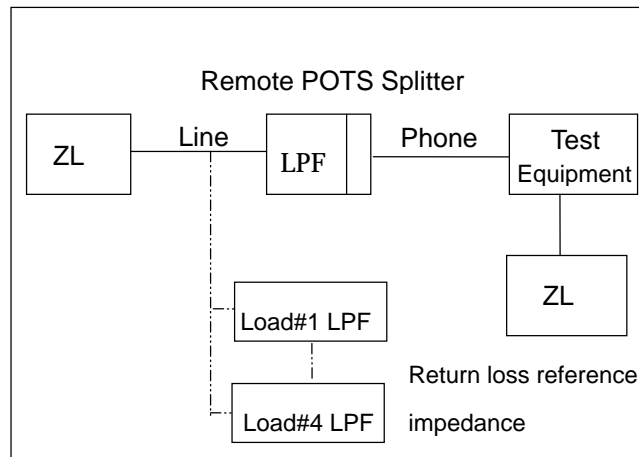 Remote POTS Splitter
ZL
Line
LPF
Phone
Test
Equipment
ZL
Load#1 LPF
Load#4 LPF
Return loss reference
impedance